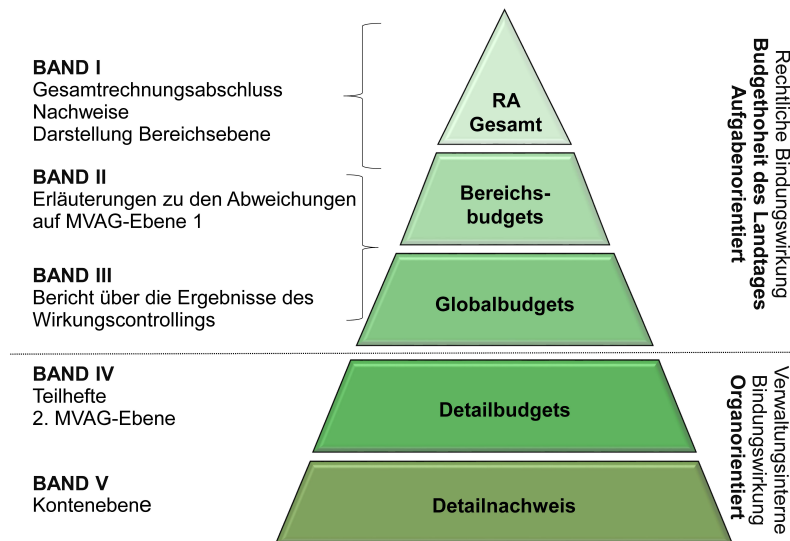 BAND I
Gesamtrechnungsabschluss
Nachweise
Darstellung Bereichsebene
BAND II
Erläuterungen zu den Abweichungen
auf MVAG-Ebene 1
BAND III
Bericht über die Ergebnisse des
Wirkungscontrollings
BAND IV
Teilhefte
2. MVAG-Ebene
BAND V
Kontenebene
RA
Gesamt
Bereichs-
budgets
Globalbudgets
Detailbudgets
Detailnachweis
Rechtliche Bindungswirkung
Budgethoheit des Landtages
Aufgabenorientiert
Verwaltungsinterne
Bindungswirkung
Organorientiert